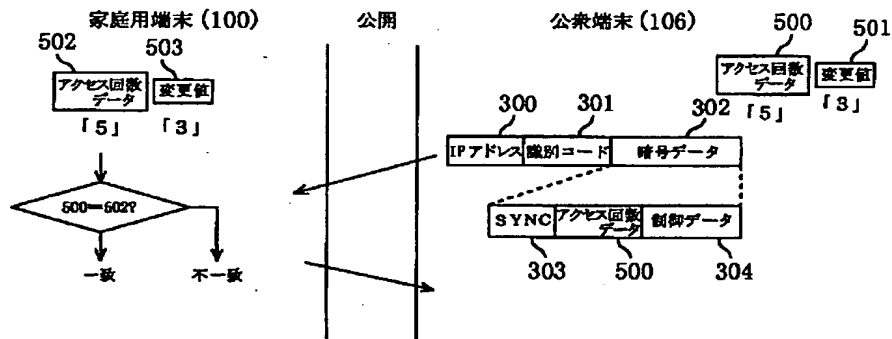 家庭用端末(100)
公開
公衆端末(106)
502
503
500
501
アクセス回数
データ
変更値
「5」
「3」
アクセス回数
データ
変更値
「5」
「3」
300
301
302
IPアドレス
識別コード
暗号データ
500=502?
SYNC
アクセス回数
データ
制御データ
303
500
304
一致
不一致